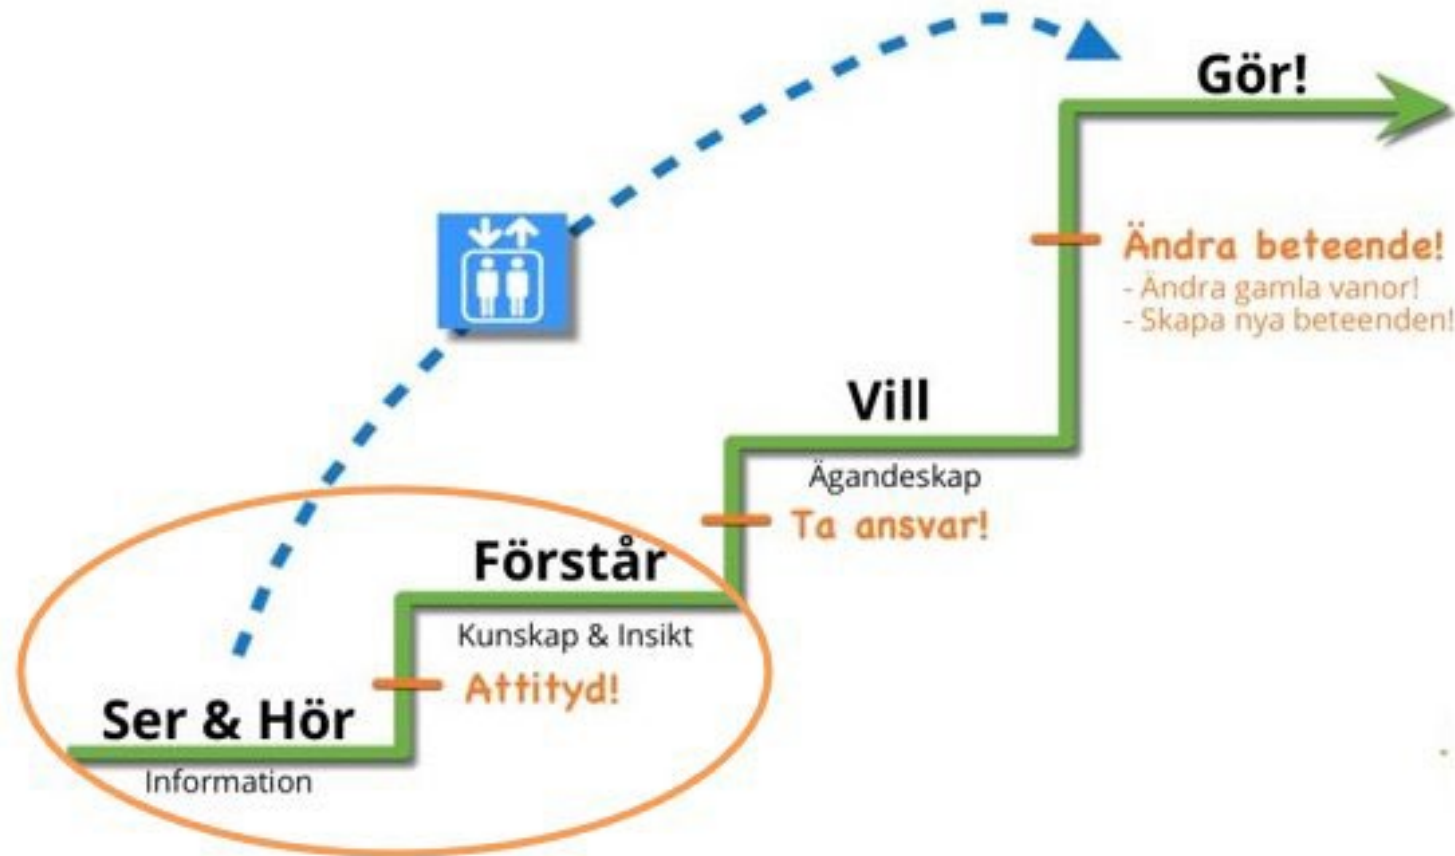 Gör!
Ändra beteende!
- Ändra gamla vanor!
- Skapa nya beteenden!
Vill
Ägandeskap
Ta ansvar!
Förstår
Kunskap & Insikt
Attityd!
Ser & Hör
Information